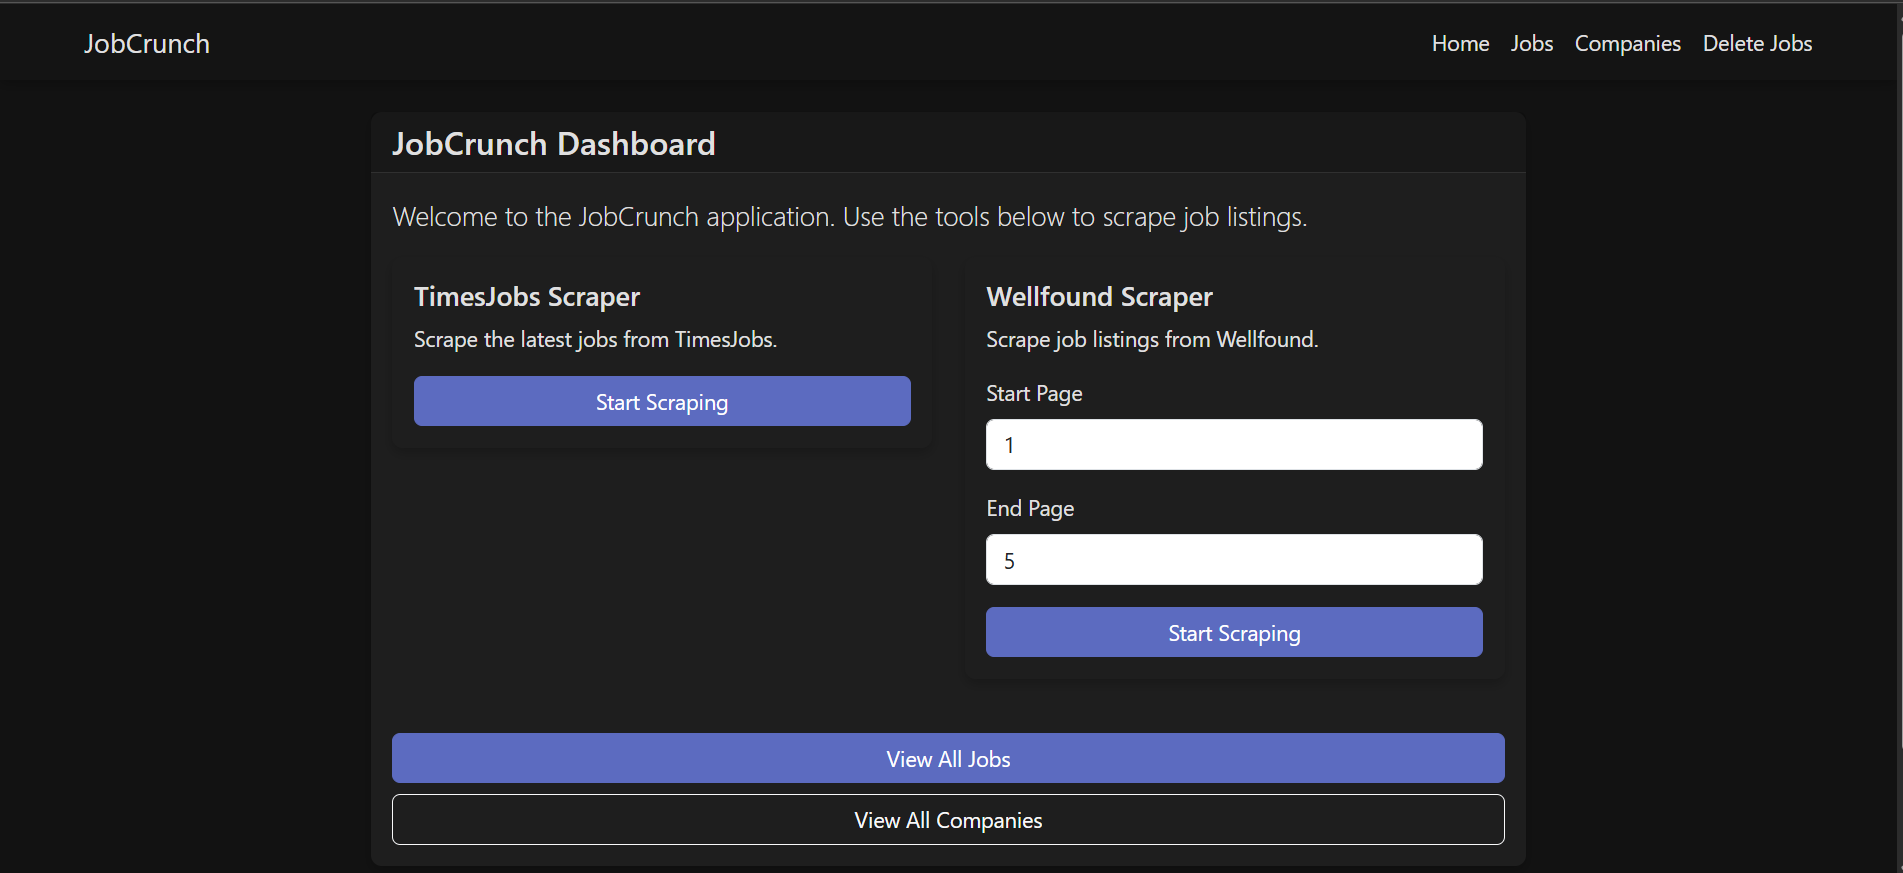 JobCrunch
Home Jobs Companies Delete Jobs
JobCrunch Dashboard
Welcome to the JobCrunch application. Use the tools below to scrape job listings.
TimesJobs Scraper
Scrape the latest jobs from TimesJobs.
Start Scraping
Wellfound Scraper
Scrape job listings from Wellfound.
Start Page
1
End Page
5
Start Scraping
View All Jobs
View All Companies